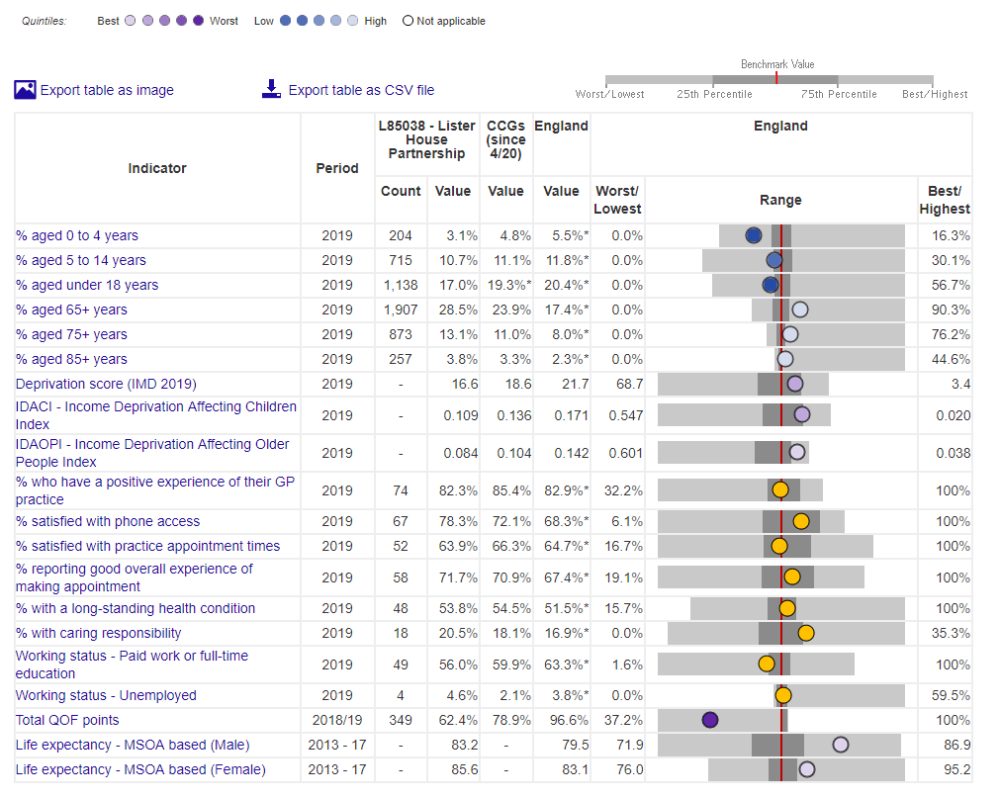 Quintiles: Best Worst Low High Not applicable
Benchmark Value
Export table as image Export table as CSV file
Worst/Lowest 25th Percentile 75th Percentile Best/Highest
Indicator Period L85038 - Lister House Partnership CCGs (since 4/20) England England
Count Value Value Value Worst/ Lowest Range Best/ Highest
% aged 0 to 4 years 2019 204 3.1% 4.8% 5.5%* 0.0% 16.3%
% aged 5 to 14 years 2019 715 10.7% 11.1% 11.8%* 0.0% 30.1%
% aged under 18 years 2019 1,138 17.0% 19.3%* 20.4%* 0.0% 56.7%
% aged 65+ years 2019 1,907 28.5% 23.9% 17.4%* 0.0% 90.3%
% aged 75+ years 2019 873 13.1% 11.0% 8.0%* 0.0% 76.2%
% aged 85+ years 2019 257 3.8% 3.3% 2.3%* 0.0% 44.6%
Deprivation score (IMD 2019) 2019 - 16.6 18.6 21.7 68.7 3.4
IDACI - Income Deprivation Affecting Children
Index 2019 - 0.109 0.136 0.171 0.547 0.020
IDAOPI - Income Deprivation Affecting Older
People Index 2019 - 0.084 0.104 0.142 0.601 0.038
% who have a positive experience of their GP
practice 2019 74 82.3% 85.4% 82.9%* 32.2% 100%
% satisfied with phone access 2019 67 78.3% 72.1% 68.3%* 6.1% 100%
% satisfied with practice appointment times 2019 52 63.9% 66.3% 64.7%* 16.7% 100%
% reporting good overall experience of
making appointment 2019 58 71.7% 70.9% 67.4%* 19.1% 100%
% with a long-standing health condition 2019 48 53.8% 54.5% 51.5%* 15.7% 100%
% with caring responsibility 2019 18 20.5% 18.1% 16.9%* 0.0% 35.3%
Working status - Paid work or full-time
education 2019 49 56.0% 59.9% 63.3%* 1.6% 100%
Working status - Unemployed 2019 4 4.6% 2.1% 3.8%* 0.0% 59.5%
Total QOF points 2018/19 349 62.4% 78.9% 96.6% 37.2% 100%
Life expectancy - MSOA based (Male) 2013 - 17 - 83.2 - 79.5 71.9 86.9
Life expectancy - MSOA based (Female) 2013 - 17 - 85.6 - 83.1 76.0 95.2